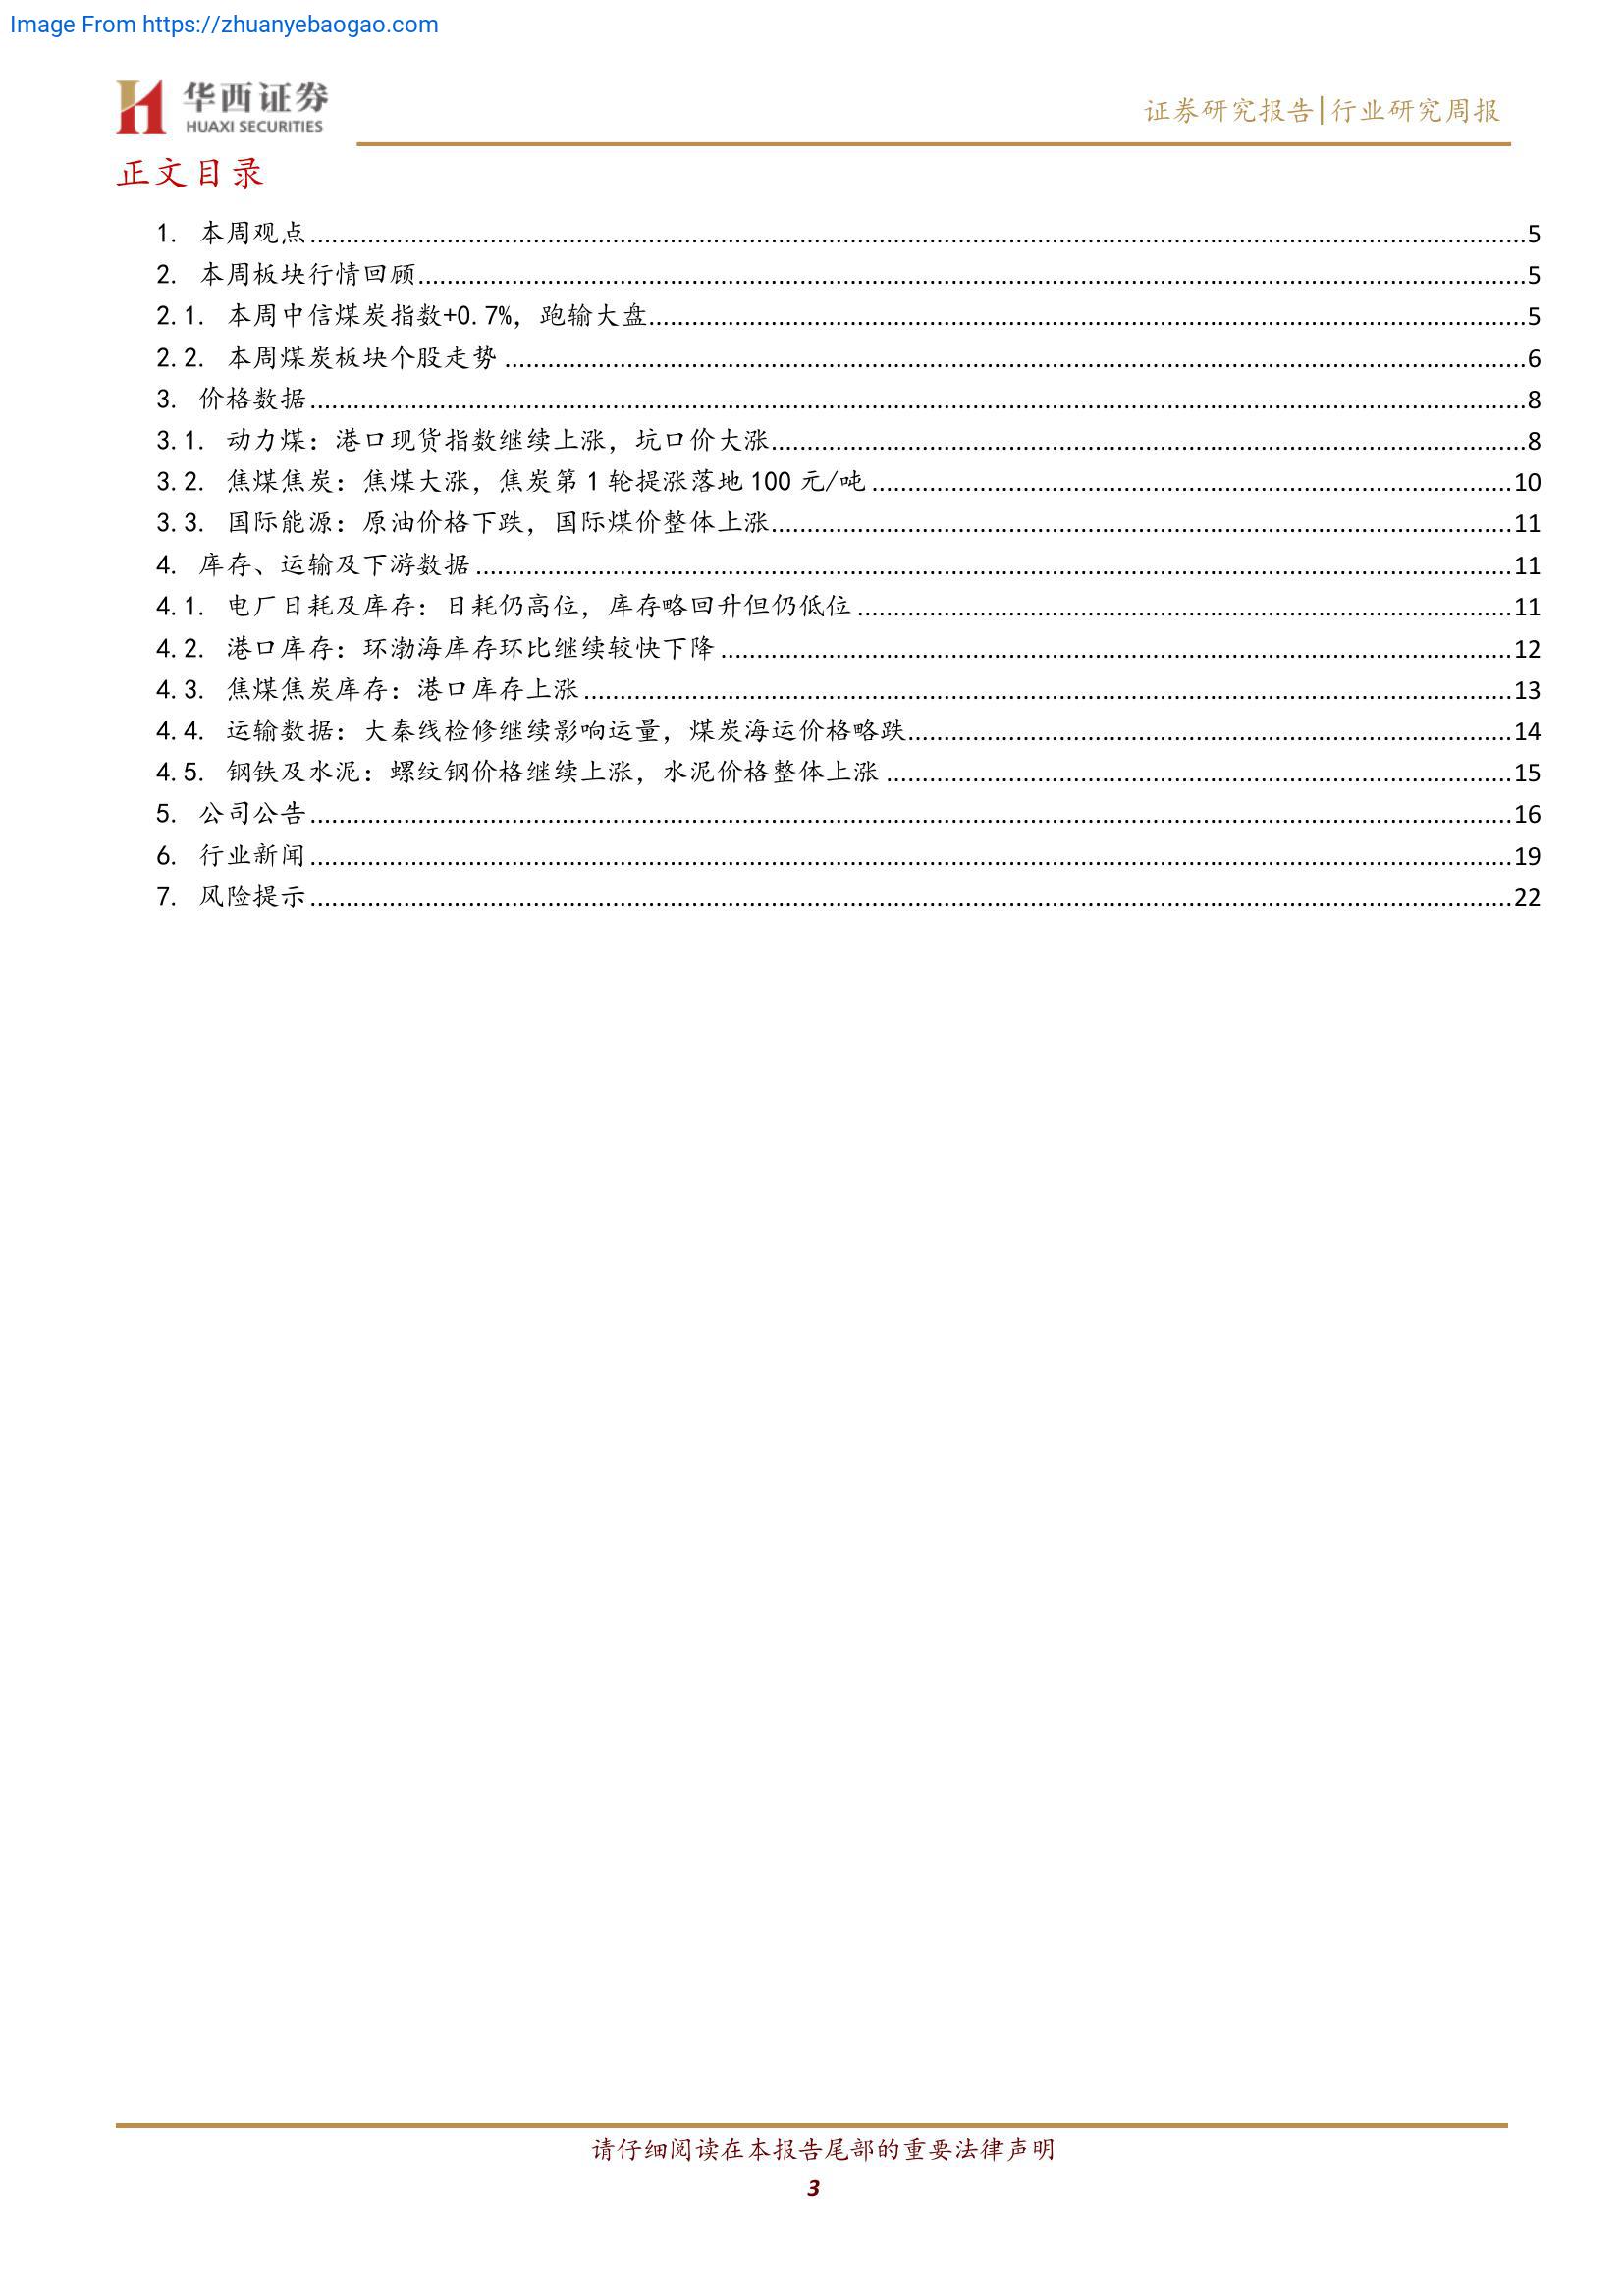 Image From https://zhuanyebaogao.com
华西证券
HUAXI SECURITIES
证券研究报告|行业研究周报
正文目录
1. 本周观点 5
2. 本周板块行情回顾 5
2.1. 本周中信煤炭指数+0.7%，跑输大盘 5
2.2. 本周煤炭板块个股走势 6
3. 价格数据 8
3.1. 动力煤：港口现货指数继续上涨，坑口价大涨 8
3.2. 焦煤焦炭：焦煤大涨，焦炭第1轮提涨落地100元/吨 10
3.3. 国际能源：原油价格下跌，国际煤价整体上涨 11
4. 库存、运输及下游数据 11
4.1. 电厂日耗及库存：日耗仍高位，库存略回升但仍低位 11
4.2. 港口库存：环渤海库存环比继续较快下降 12
4.3. 焦煤焦炭库存：港口库存上涨 13
4.4. 运输数据：大秦线检修继续影响运量，煤炭海运价格略跌 14
4.5. 钢铁及水泥：螺纹钢价格继续上涨，水泥价格整体上涨 15
5. 公司公告 16
6. 行业新闻 19
7. 风险提示 22
请仔细阅读在本报告尾部的重要法律声明
3